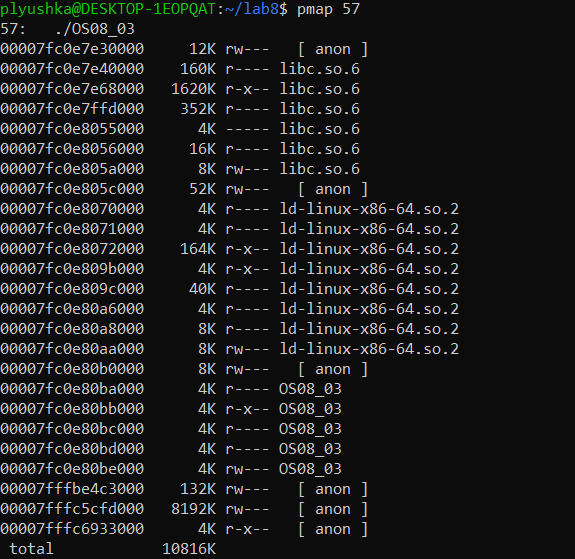 plyushka@DESKTOP-1EOPQAT:~/lab8$ pmap 57
57:   ./OS08_03
00007fc0e7e30000     12K rw---   [ anon ]
00007fc0e7e40000    160K r---- libc.so.6
00007fc0e7e68000   1620K r-x-- libc.so.6
00007fc0e7ffd000    352K r---- libc.so.6
00007fc0e8055000      4K ----- libc.so.6
00007fc0e8056000     16K r---- libc.so.6
00007fc0e805a000      8K rw--- libc.so.6
00007fc0e805c000     52K rw---   [ anon ]
00007fc0e8070000      4K r---- ld-linux-x86-64.so.2
00007fc0e8071000      4K r---- ld-linux-x86-64.so.2
00007fc0e8072000    164K r-x-- ld-linux-x86-64.so.2
00007fc0e809b000      4K r-x-- ld-linux-x86-64.so.2
00007fc0e809c000     40K r---- ld-linux-x86-64.so.2
00007fc0e80a6000      4K r---- ld-linux-x86-64.so.2
00007fc0e80a8000      8K r---- ld-linux-x86-64.so.2
00007fc0e80aa000      8K rw--- ld-linux-x86-64.so.2
00007fc0e80b0000      8K rw---   [ anon ]
00007fc0e80ba000      4K r---- OS08_03
00007fc0e80bb000      4K r-x-- OS08_03
00007fc0e80bc000      4K r---- OS08_03
00007fc0e80bd000      4K r---- OS08_03
00007fc0e80be000      4K rw--- OS08_03
00007fffbe4c3000    132K rw---   [ anon ]
00007fffc5cfd000   8192K rw---   [ anon ]
00007fffc6933000      4K r-x--   [ anon ]
 total            10816K